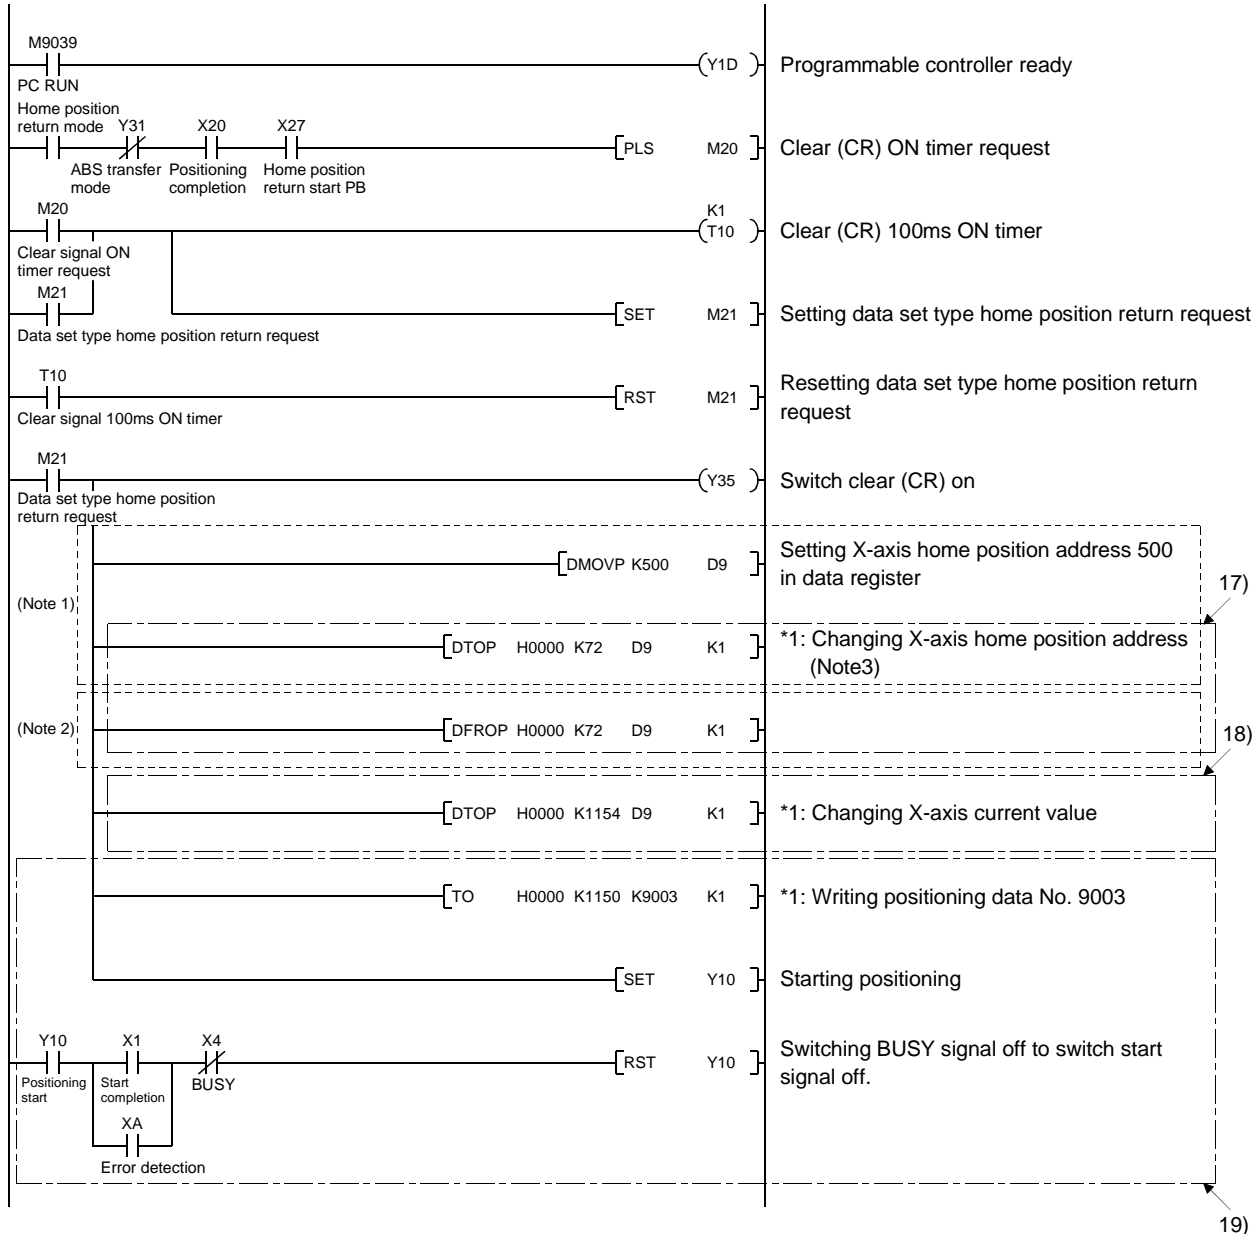 M9039
Y1D
Programmable controller ready
PC RUN
Home position
return mode
Y31
X20
X27
PLS M20
Clear (CR) ON timer request
ABS transfer
mode
Positioning
completion
Home position
return start PB
M20
K1
T10
Clear (CR) 100ms ON timer
Clear signal ON
timer request
M21
SET M21
Setting data set type home position return request
Data set type home position return request
T10
RST M21
Resetting data set type home position return
request
Clear signal 100ms ON timer
M21
Y35
Switch clear (CR) on
Data set type home position
return request
DMOVP K500 D9
Setting X-axis home position address 500
in data register
17)
(Note 1)
DTOP H0000 K72 D9 K1
*1: Changing X-axis home position address
(Note3)
(Note 2)
DFROP H0000 K72 D9 K1
18)
DTOP H0000 K1154 D9 K1
*1: Changing X-axis current value
TO H0000 K1150 K9003 K1
*1: Writing positioning data No. 9003
SET Y10
Starting positioning
Y10
X1
X4
RST Y10
Switching BUSY signal off to switch start
signal off.
Positioning
start
Start
completion
BUSY
XA
Error detection
19)